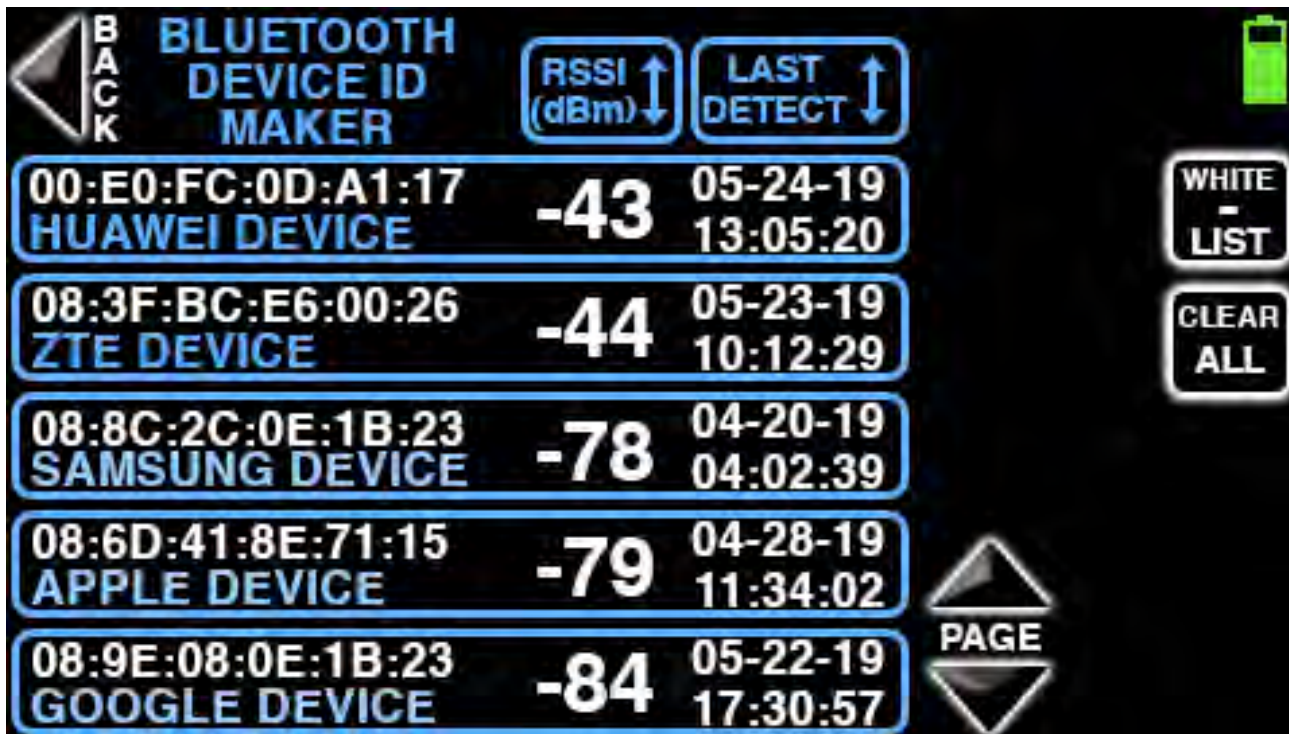 BACK
BLUETOOTH
DEVICE ID
MAKER
RSSI
(dBm)
LAST
DETECT
00:E0:FC:0D:A1:17
HUAWEI DEVICE
-43
05-24-19
13:05:20
WHITE
-
LIST
08:3F:BC:E6:00:26
ZTE DEVICE
-44
05-23-19
10:12:29
CLEAR
ALL
08:8C:2C:0E:1B:23
SAMSUNG DEVICE
-78
04-20-19
04:02:39
08:6D:41:8E:71:15
APPLE DEVICE
-79
04-28-19
11:34:02
PAGE
08:9E:08:0E:1B:23
GOOGLE DEVICE
-84
05-22-19
17:30:57